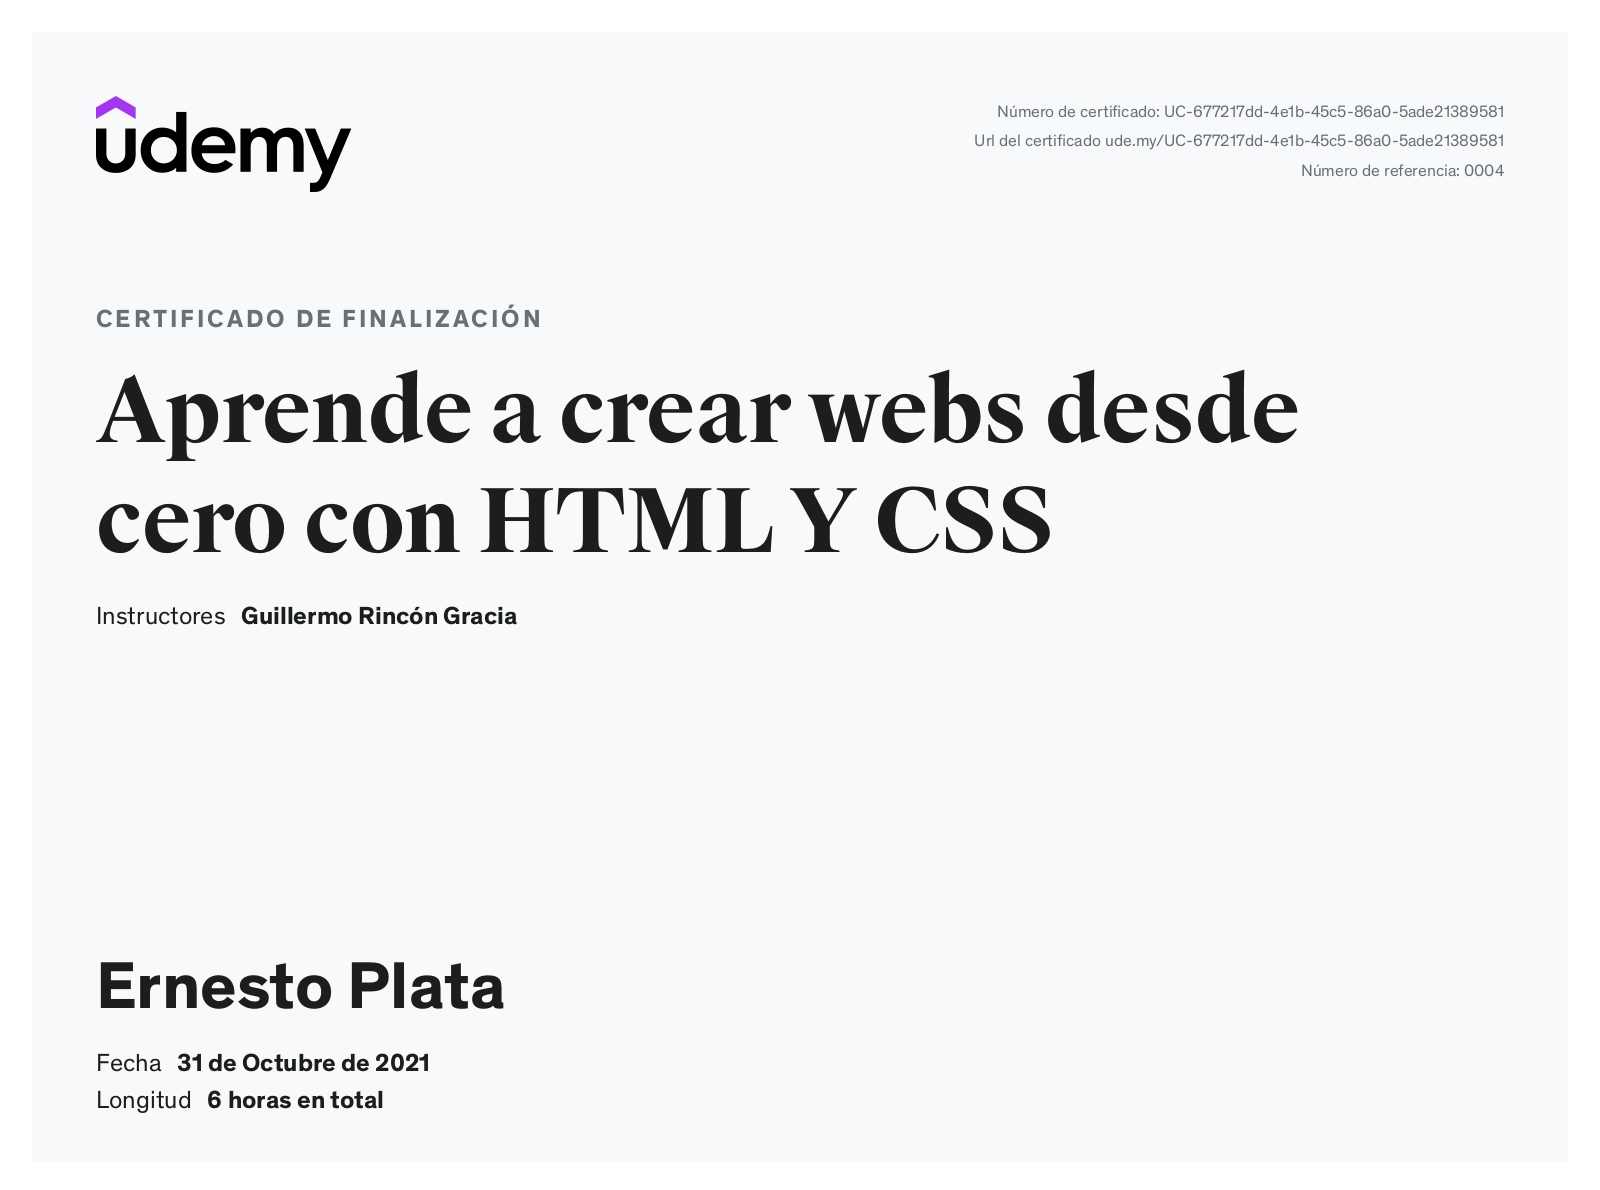 udemy
Número de certificado: UC-677217dd-4e1b-45c5-86a0-5ade21389581
Url del certificado ude.my/UC-677217dd-4e1b-45c5-86a0-5ade21389581
Número de referencia: 0004
CERTIFICADO DE FINALIZACIÓN
Aprende a crear webs desde
cero con HTML Y CSS
Instructores Guillermo Rincón Gracia
Ernesto Plata
Fecha 31 de Octubre de 2021
Longitud 6 horas en total